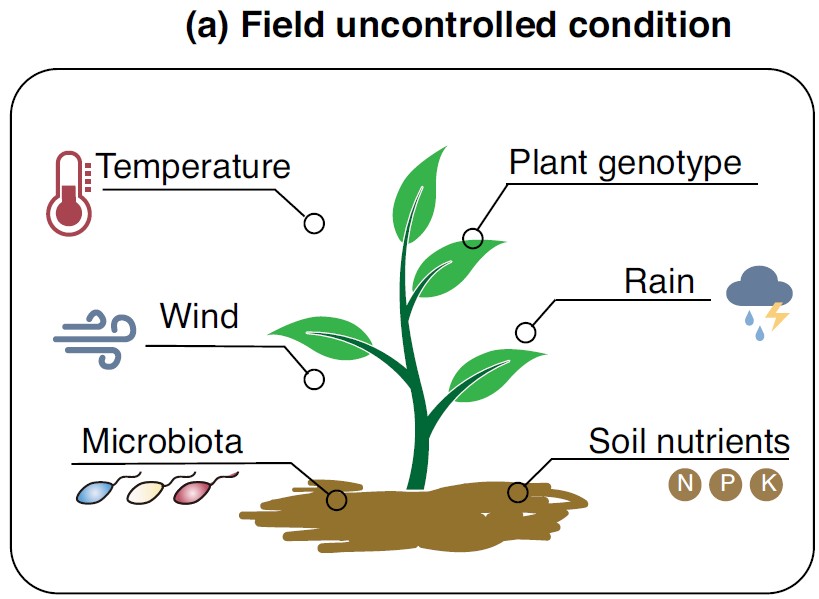 (a) Field uncontrolled condition
Temperature
Plant genotype
Rain
Wind
Microbiota
Soil nutrients
N P K